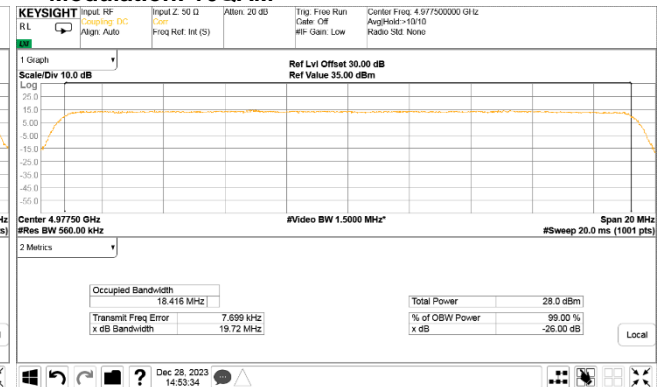 KEYSIGHT Input: RF Input Z: 50 Ω Atten: 20 dB Trig: Free Run Center Freq: 4.977500000 GHz
RL Coupling: DC Corr Gate: Off Avg|Hold:>10/10
Align: Auto Freq Ref: Int (S) #IF Gain: Low Radio Std: None
1 Graph
Ref Lvl Offset 30.00 dB
Scale/Div 10.0 dB Ref Value 35.00 dBm
Log
25.0
15.0
5.00
-5.00
-15.0
-25.0
-35.0
-45.0
-55.0
Center 4.97750 GHz #Video BW 1.5000 MHz* Span 20 MHz
#Res BW 560.00 kHz #Sweep 20.0 ms (1001 pts)
2 Metrics
Occupied Bandwidth
18.416 MHz Total Power 28.0 dBm
Transmit Freq Error 7.699 kHz % of OBW Power 99.00 %
x dB Bandwidth 19.72 MHz x dB -26.00 dB
Local
? Dec 28, 2023
14:53:34